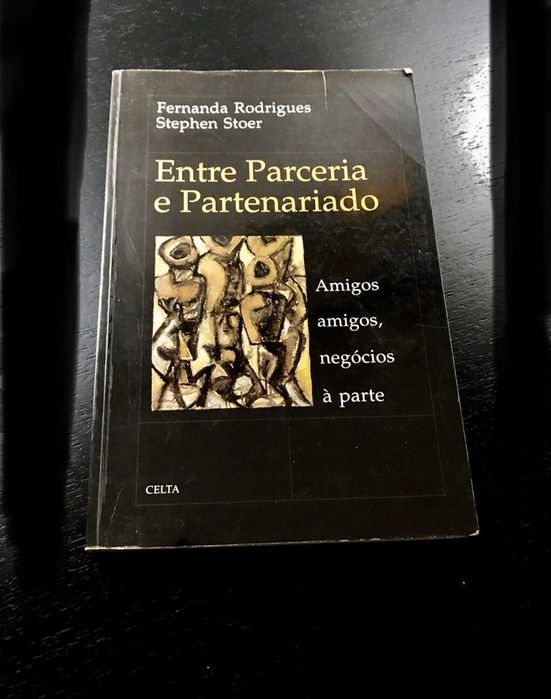 Fernanda Rodrigues
Stephen Stoer
Entre Parceria
e Partenariado
Amigos
amigos,
negócios
à parte
CELTA